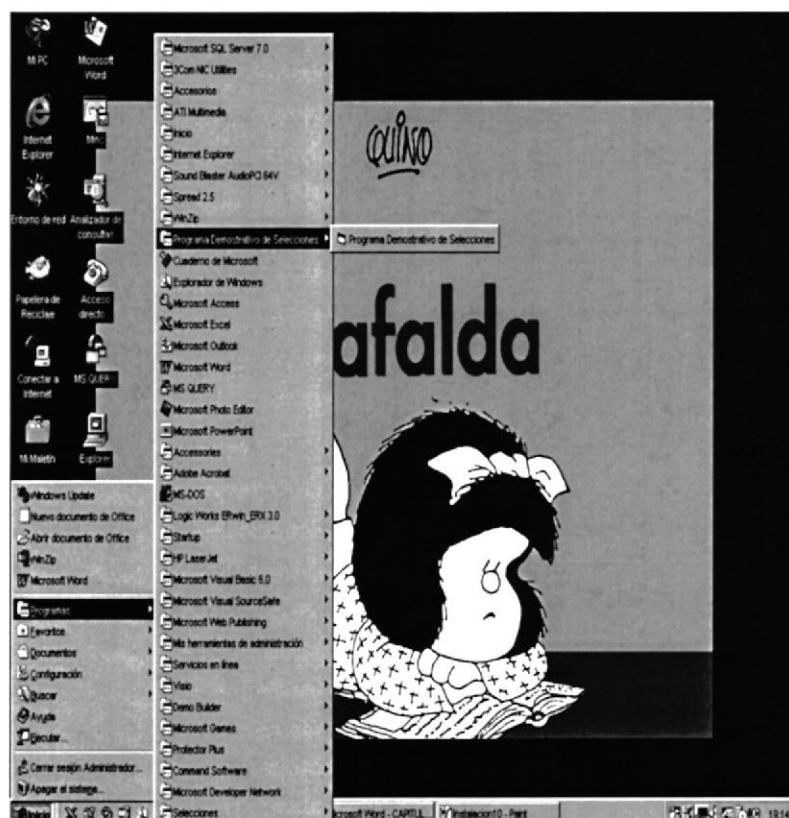 Mi PC
Microsoft Word
Internet Explorer
Entorno de red
Analizador de consultas
Papelera de Reciclaje
Acceso directo
Conectar a Internet
MS QUER
Mi Maletín
Explorer
Windows Update
Nuevo documento de Office
Abrir documento de Office
WinZip
Microsoft Word
Programas
Favoritos
Documentos
Configuración
Buscar
Ayuda
Ejecutar...
Cerrar sesión Administrador...
Apagar el sistema...
Microsoft SQL Server 7.0
3Com NIC Utilities
Accesorios
ATI Multimedia
Inicio
Internet Explorer
Sound Blaster AudioPCI 64V
Spread 2.5
WinZip
Programa Demostrativo de Selecciones
Programa Demostrativo de Selecciones
Cuaderno de Microsoft
Explorador de Windows
Microsoft Access
Microsoft Excel
Microsoft Outlook
Microsoft Word
MS QUERY
Microsoft Photo Editor
Microsoft PowerPoint
Accessories
Adobe Acrobat
MS-DOS
Logic Works ERwin_ERX 3.0
Startup
HP LaserJet
Microsoft Visual Basic 6.0
Microsoft Visual SourceSafe
Microsoft Web Publishing
Mis herramientas de administración
Servicios en línea
Visio
Demo Builder
Microsoft Games
Protector Plus
Command Software
Microsoft Developer Network
Selecciones
QUINO
afalda
Inicio
icrosoft Word - CAPITUL
Instalacion10 - Paint
19:14